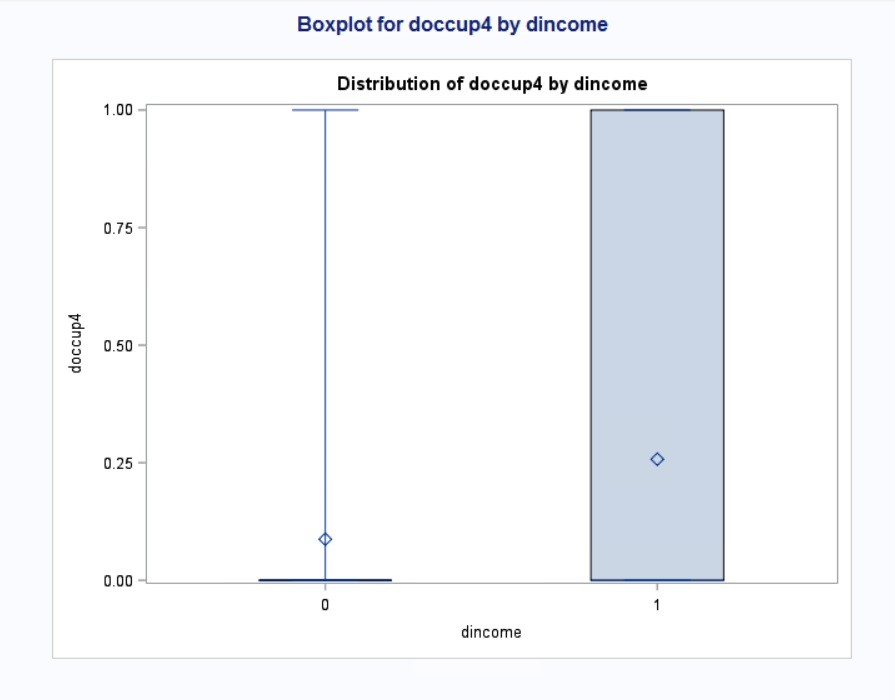 Boxplot for doccup4 by dincome
Distribution of doccup4 by dincome
1.00
0.75
0.50
0.25
0.00
doccup4
0
1
dincome